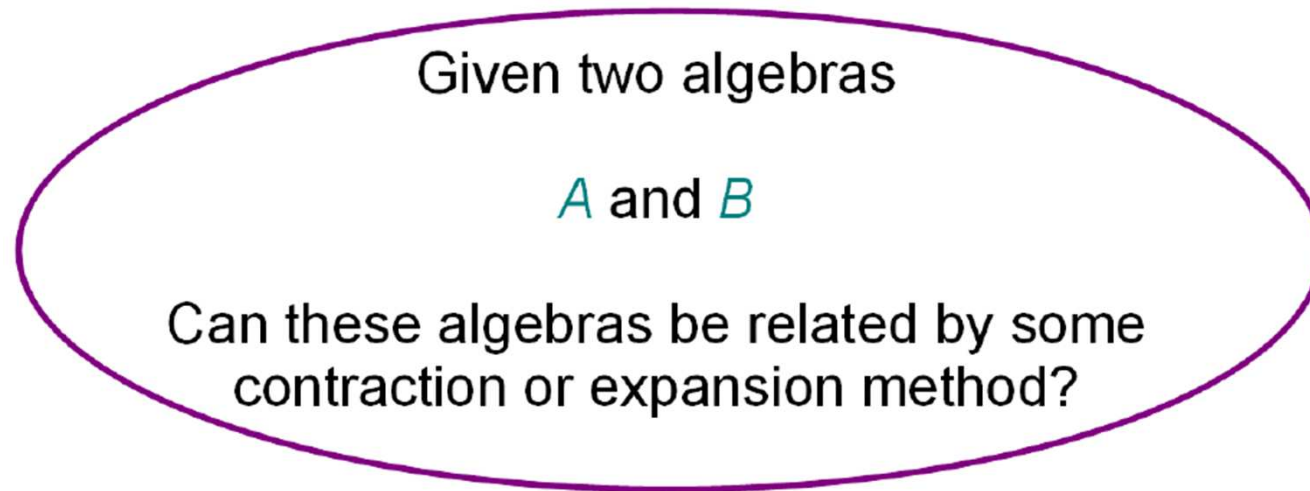 Given two algebras
A and B
Can these algebras be related by some
contraction or expansion method?